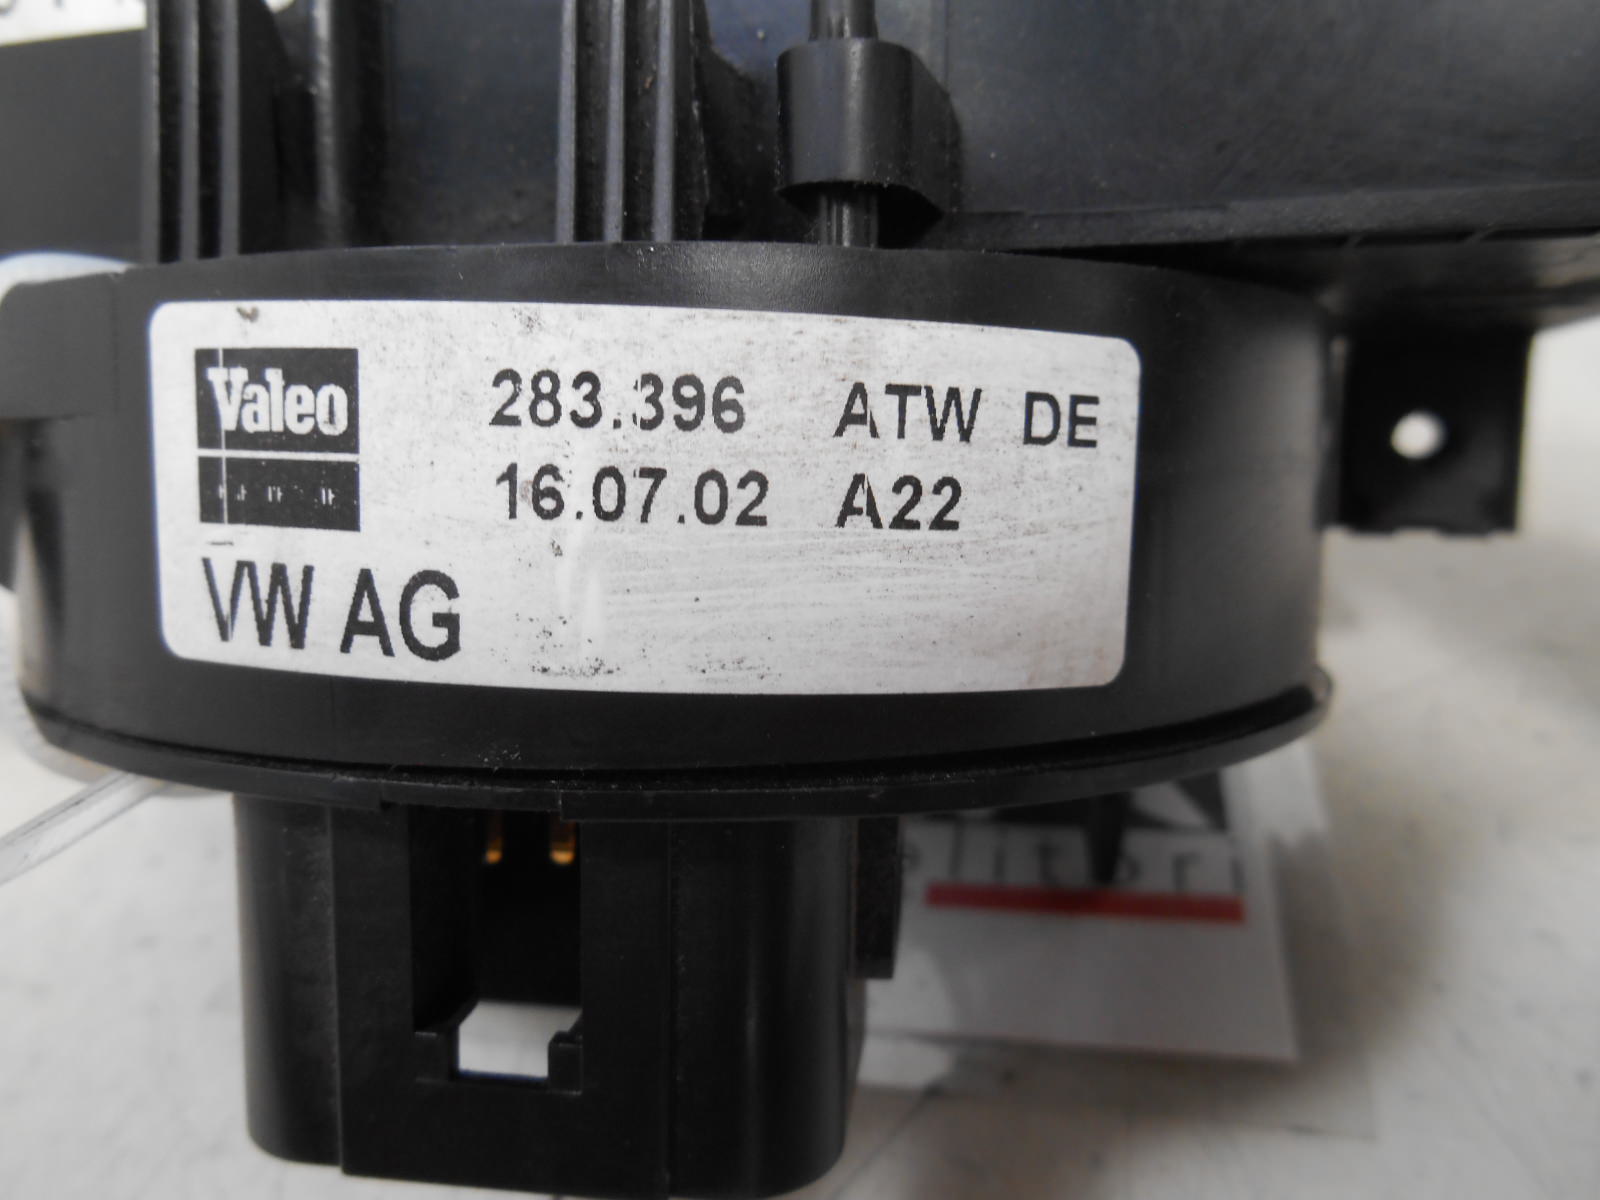 Valeo
283.396 ATW DE
16.07.02 A22
VW AG